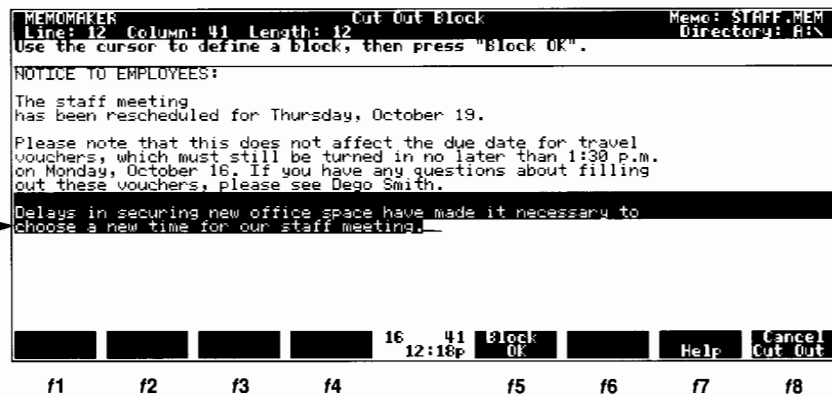 MEMOMAKER Cut Out Block Memo: STAFF.MEM
Line: 12 Column: 41 Length: 12 Directory: A:\
Use the cursor to define a block, then press "Block OK".
NOTICE TO EMPLOYEES:
The staff meeting
has been rescheduled for Thursday, October 19.
Please note that this does not affect the due date for travel
vouchers, which must still be turned in no later than 1:30 p.m.
on Monday, October 16. If you have any questions about filling
out these vouchers, please see Dego Smith.
Delays in securing new office space have made it necessary to
choose a new time for our staff meeting.
16 41 Block Cancel
12:18p OK Help Cut Out
f1 f2 f3 f4 f5 f6 f7 f8